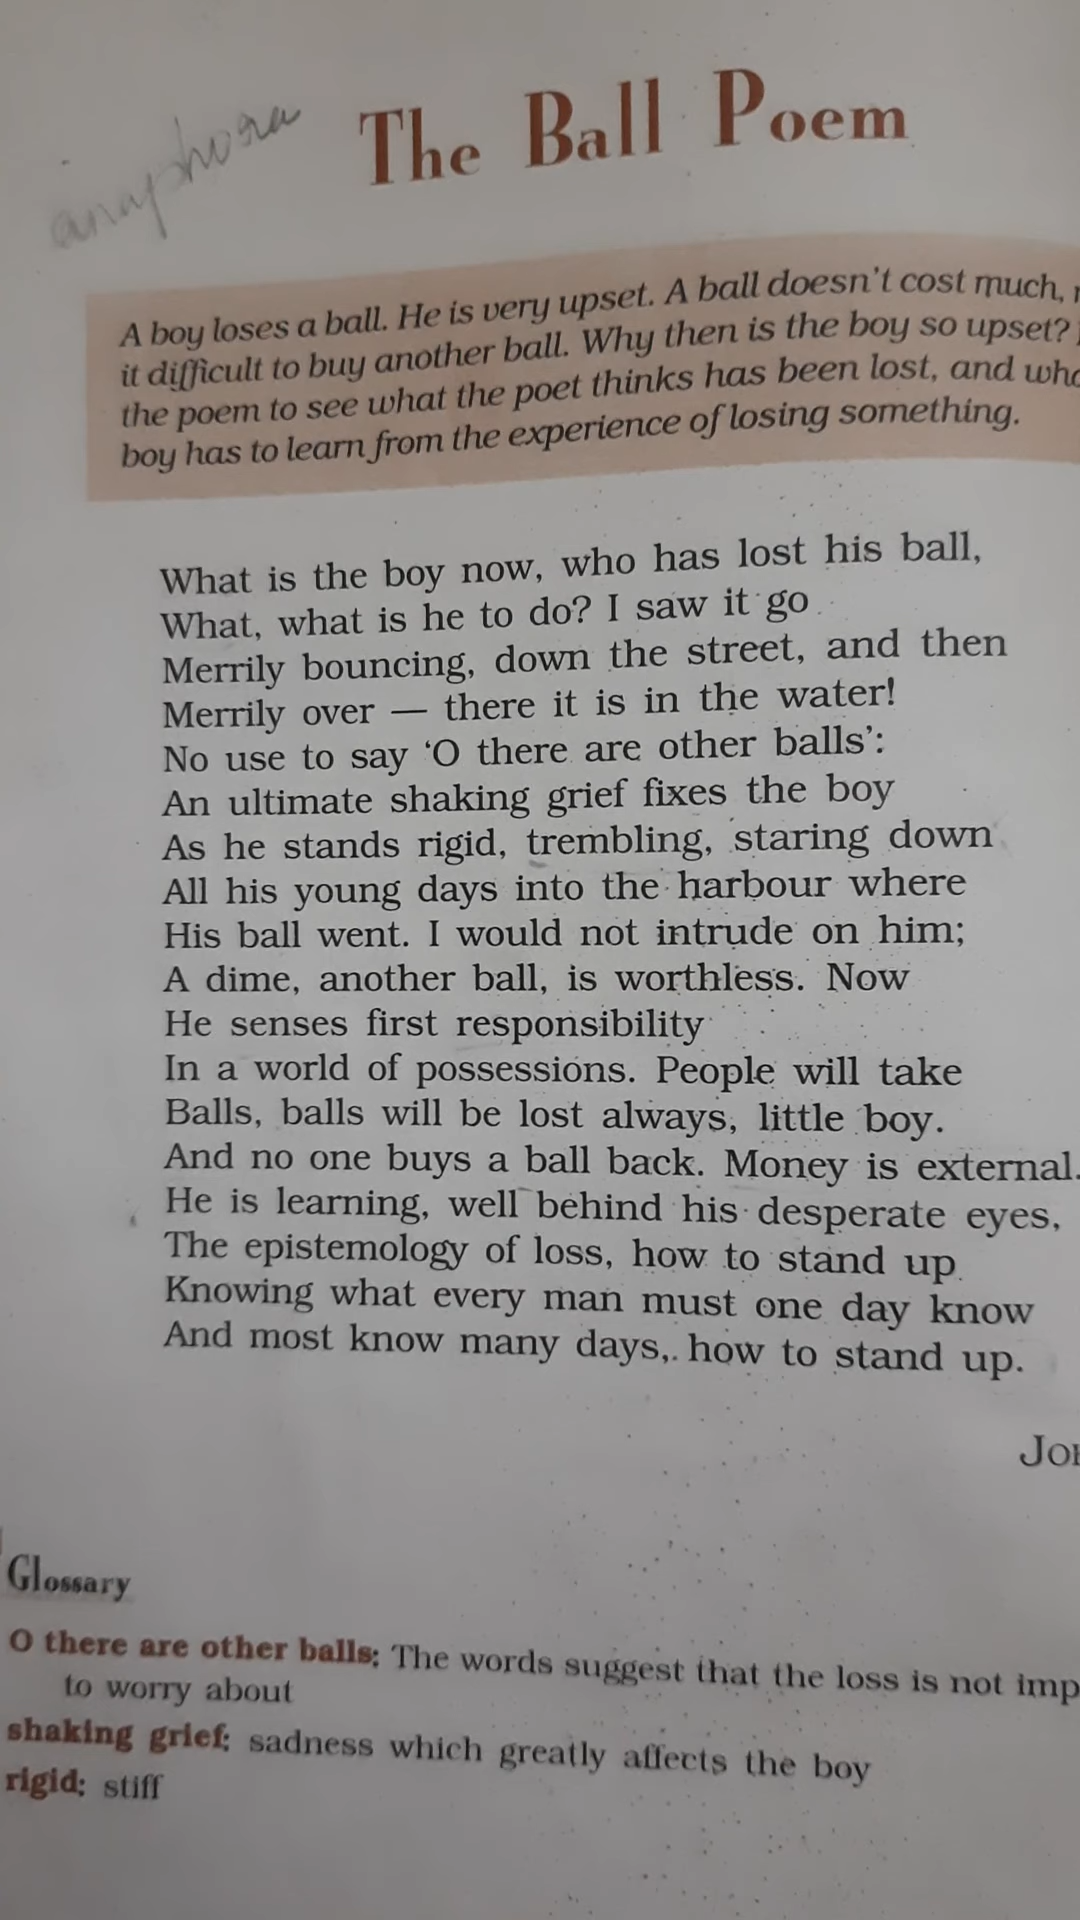 anaphora
The Ball Poem
A boy loses a ball. He is very upset. A ball doesn't cost much,
it difficult to buy another ball. Why then is the boy so upset?
the poem to see what the poet thinks has been lost, and
boy has to learn from the experience of losing something.
What is the boy now, who has lost his ball,
What, what is he to do? I saw it go
Merrily bouncing, down the street, and then
Merrily over — there it is in the water!
No use to say ‘O there are other balls’:
An ultimate shaking grief fixes the boy
As he stands rigid, trembling, staring down
All his young days into the harbour where
His ball went. I would not intrude on him;
A dime, another ball, is worthless. Now
He senses first responsibility
In a world of possessions. People will take
Balls, balls will be lost always, little boy.
And no one buys a ball back. Money is external.
He is learning, well behind his desperate eyes,
The epistemology of loss, how to stand up
Knowing what every man must one day know
And most know many days, how to stand up.
Glossary
O there are other balls: The words suggest that the loss is not
to worry about
shaking grief: sadness which greatly affects the boy
rigid: stiff